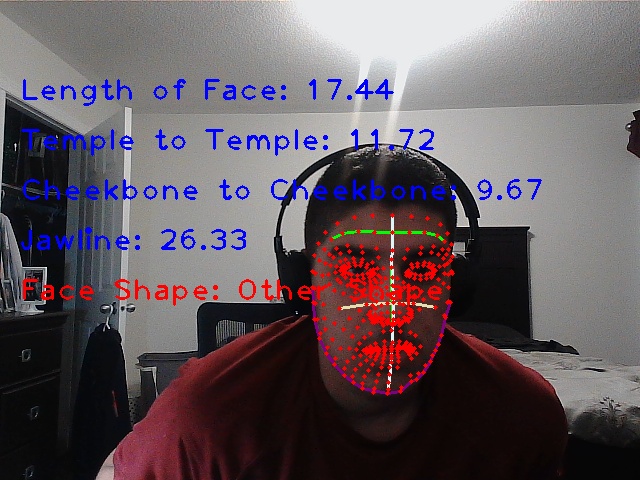 Length of Face: 17.44
Temple to Temple: 11.72
Cheekbone to Cheekbone: 9.67
Jawline: 26.33
Face Shape: Other Shape